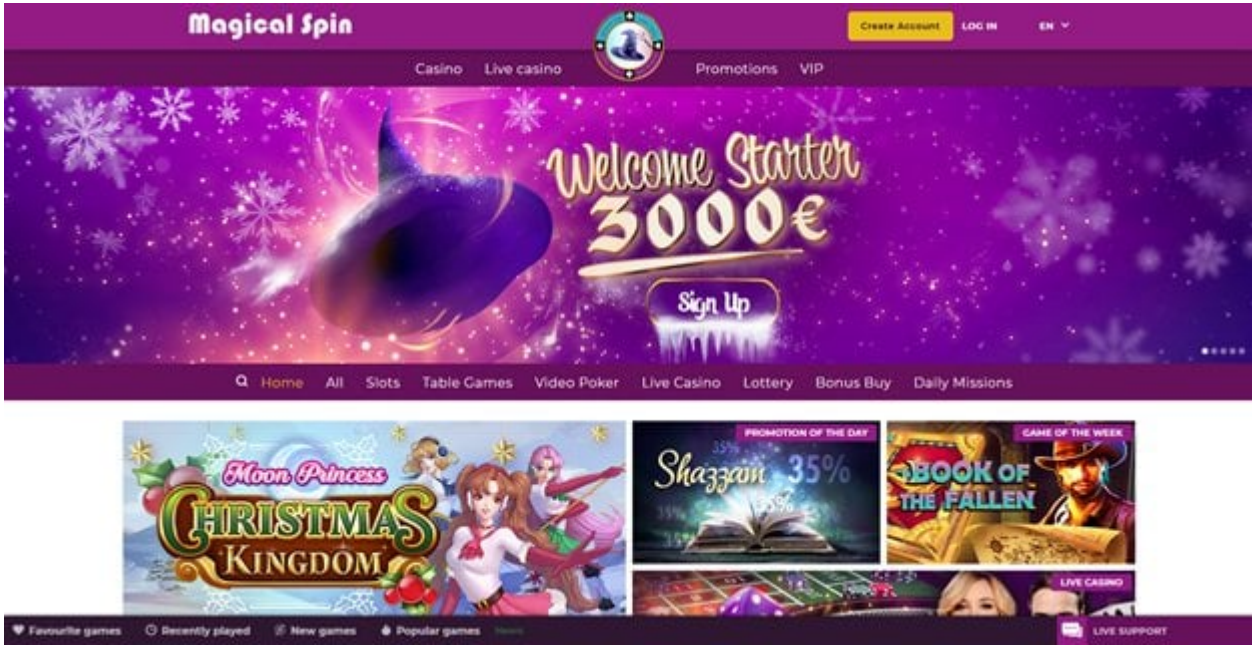 Magical Spin
Create Account LOG IN EN
Casino Live casino Promotions VIP
Welcome Starter
3000€
Sign Up
Home All Slots Table Games Video Poker Live Casino Lottery Bonus Buy Daily Missions
Moon Princess
CHRISTMAS
KINGDOM
PROMOTION OF THE DAY
Shazzam 35%
35%
35%
GAME OF THE WEEK
BOOK OF
THE FALLEN
LIVE CASINO
Favourite games Recently played New games Popular games News
LIVE SUPPORT